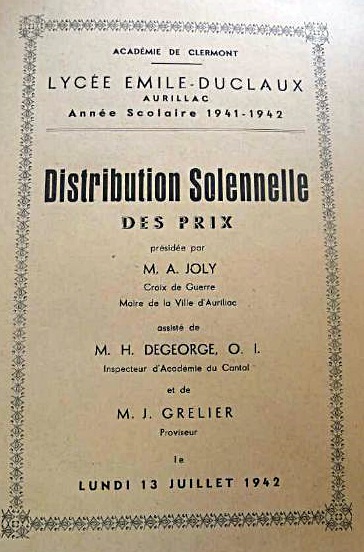 ACADÉMIE DE CLERMONT
LYCÉE EMILE-DUCLAUX
AURILLAC
Année Scolaire 1941-1942
Distribution Solennelle
DES PRIX
présidée par
M. A. JOLY
Croix de Guerre
Maire de la Ville d'Aurillac
assisté de
M. H. DEGEORGE, O. I.
Inspecteur d'Académie du Cantal
et de
M. J. GRELIER
Proviseur
le
LUNDI 13 JUILLET 1942